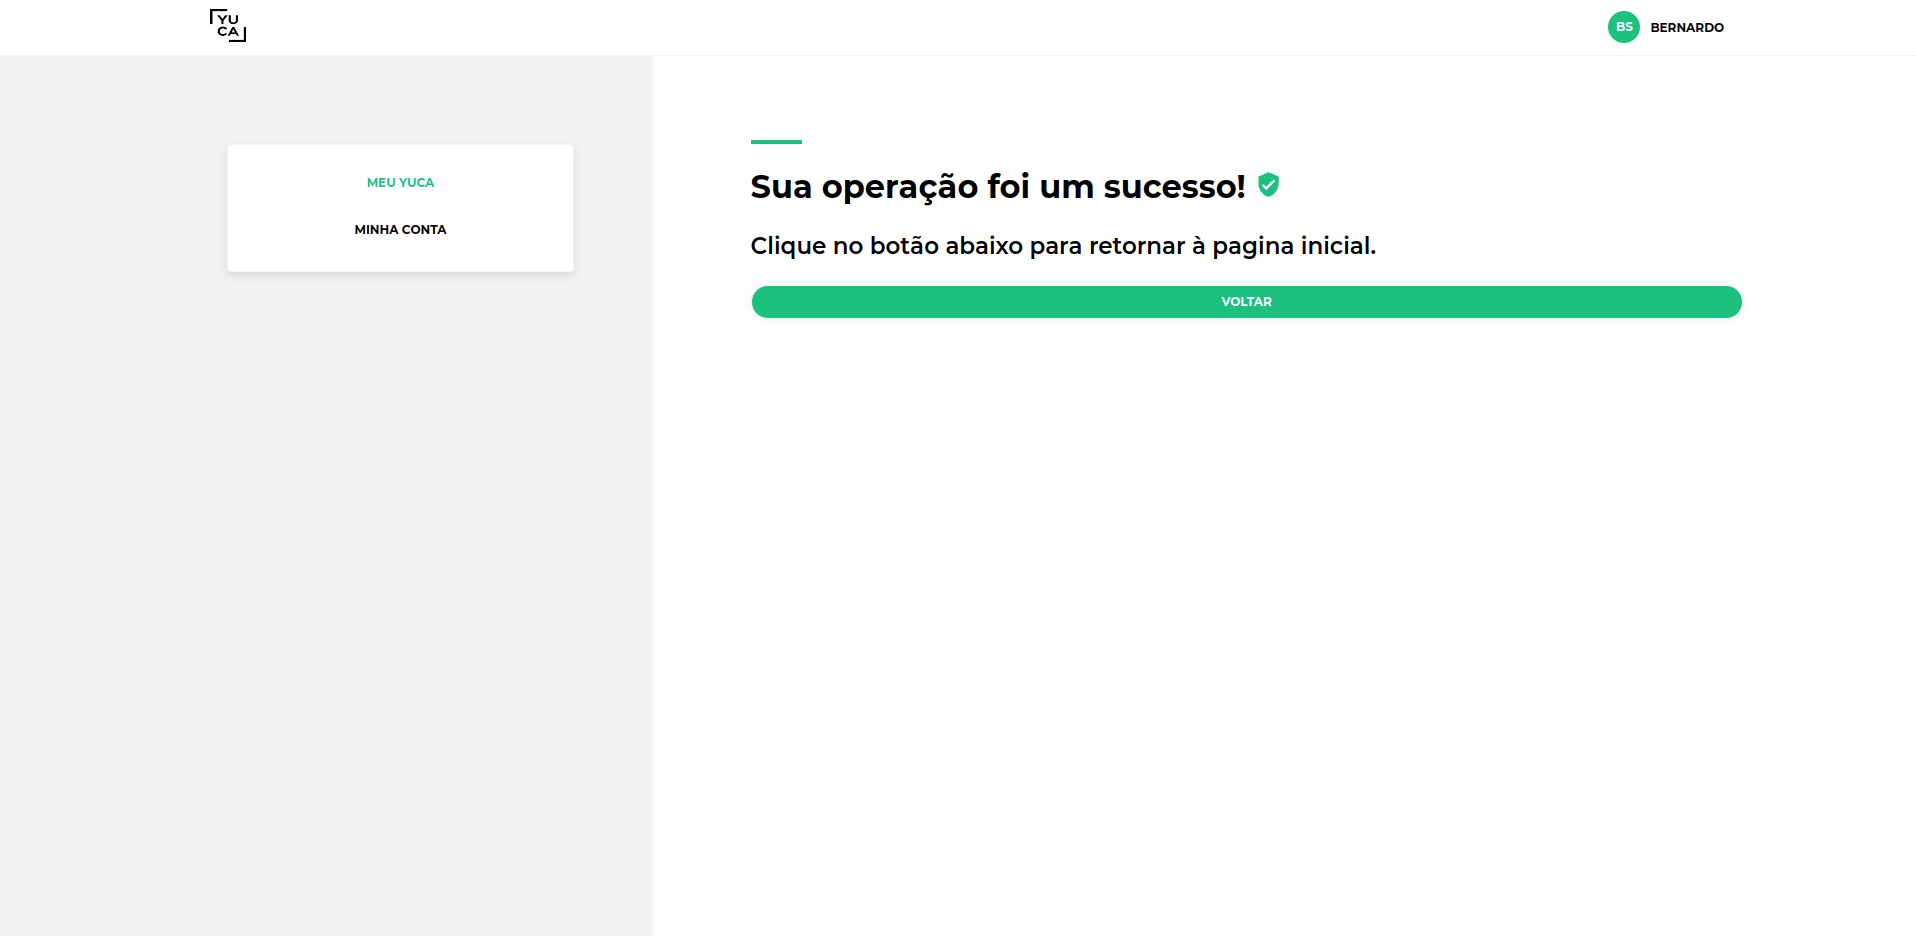 YU
CA
BS
BERNARDO
MEU YUCA
MINHA CONTA
Sua operação foi um sucesso!
Clique no botão abaixo para retornar à pagina inicial.
VOLTAR